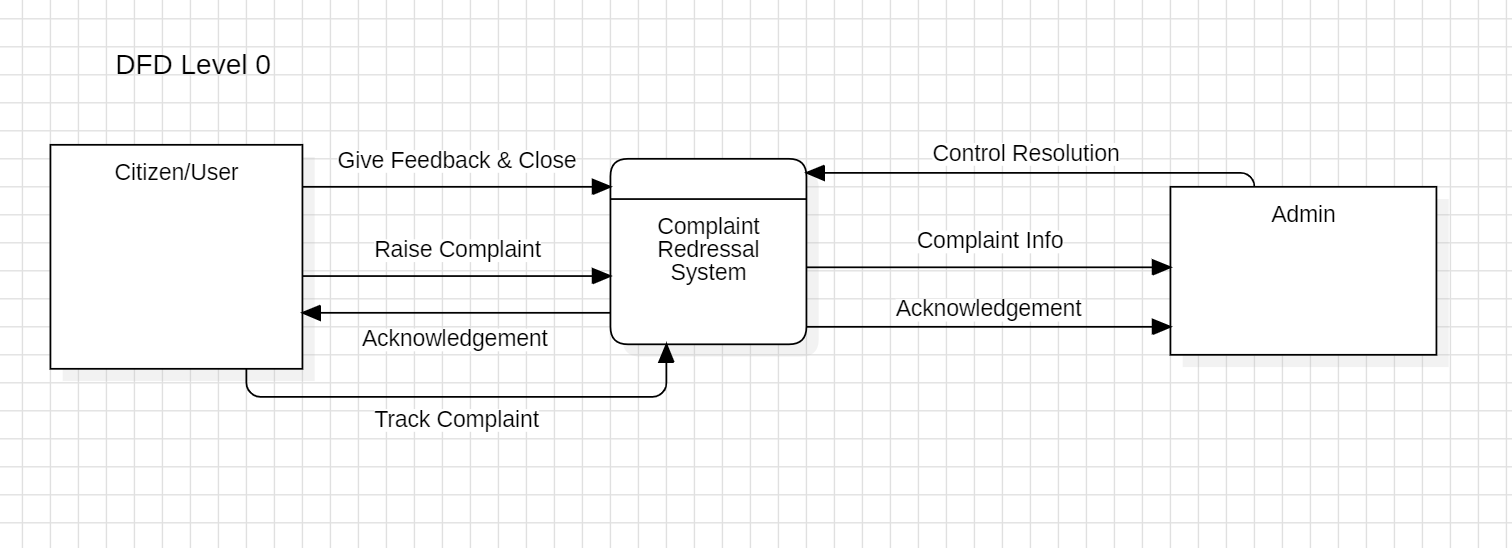 DFD Level 0
Citizen/User
Give Feedback & Close
Raise Complaint
Acknowledgement
Track Complaint
Complaint
Redressal
System
Control Resolution
Complaint Info
Acknowledgement
Admin